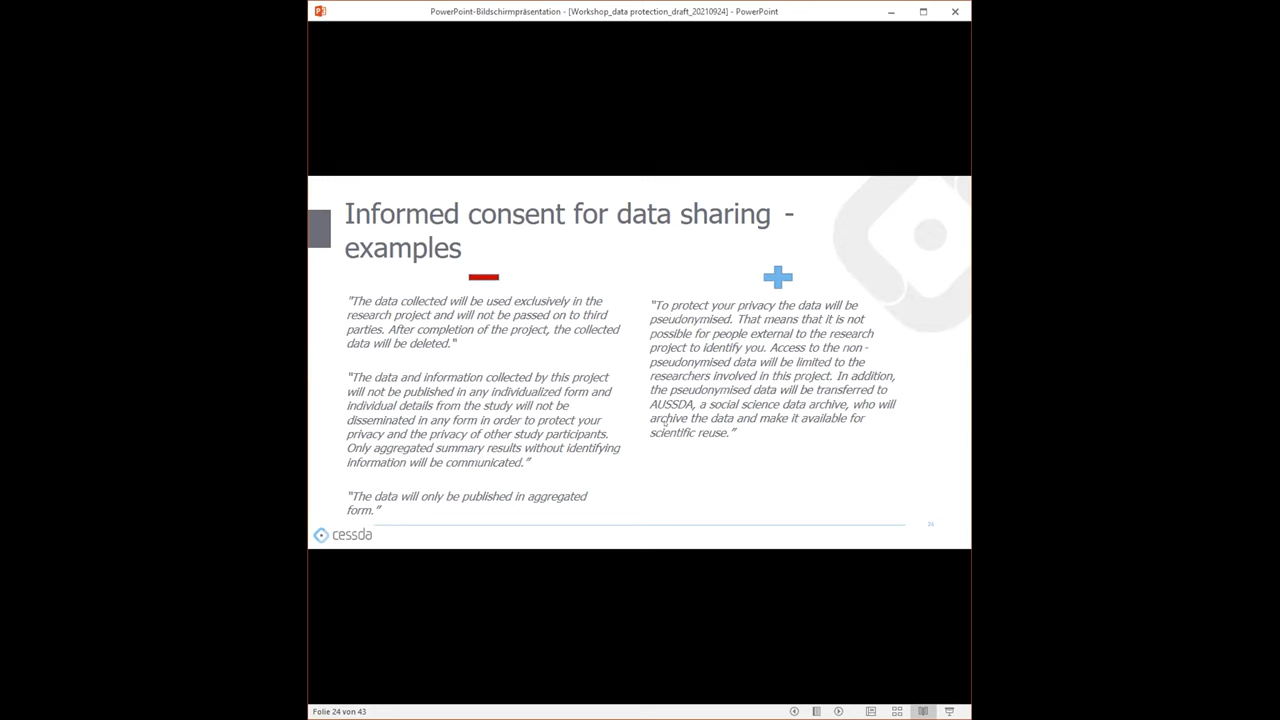 PowerPoint-Bildschirmpräsentation - [Workshop_data protection_draft_20210924] - PowerPoint
Informed consent for data sharing -
examples
"The data collected will be used exclusively in the
research project and will not be passed on to third
parties. After completion of the project, the collected
data will be deleted."
"The data and information collected by this project
will not be published in any individualized form and
individual details from the study will not be
disseminated in any form in order to protect your
privacy and the privacy of other study participants.
Only aggregated summary results without identifying
information will be communicated."
"The data will only be published in aggregated
form."
"To protect your privacy the data will be
pseudonymised. That means that it is not
possible for people external to the research
project to identify you. Access to the non-
pseudonymised data will be limited to the
researchers involved in this project. In addition,
the pseudonymised data will be transferred to
AUSSDA, a social science data archive, who will
archive the data and make it available for
scientific reuse."
cessda
Folie 24 von 43